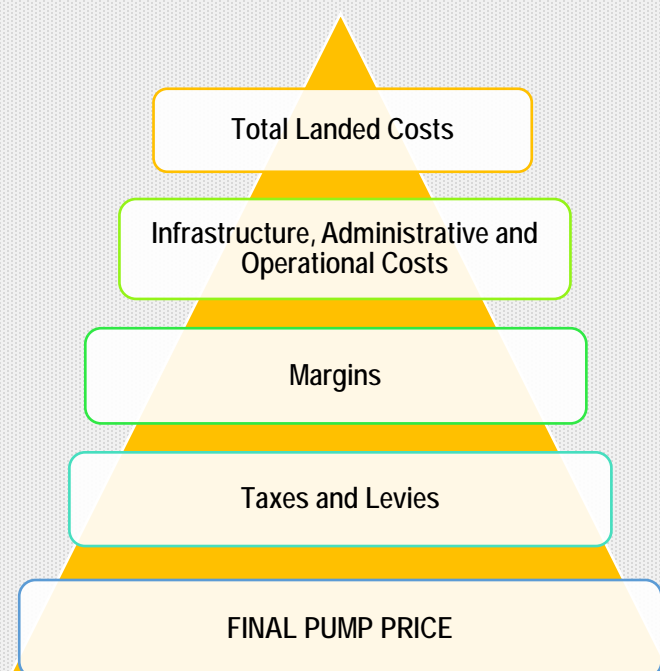 Total Landed Costs
Infrastructure, Administrative and
Operational Costs
Margins
Taxes and Levies
FINAL PUMP PRICE